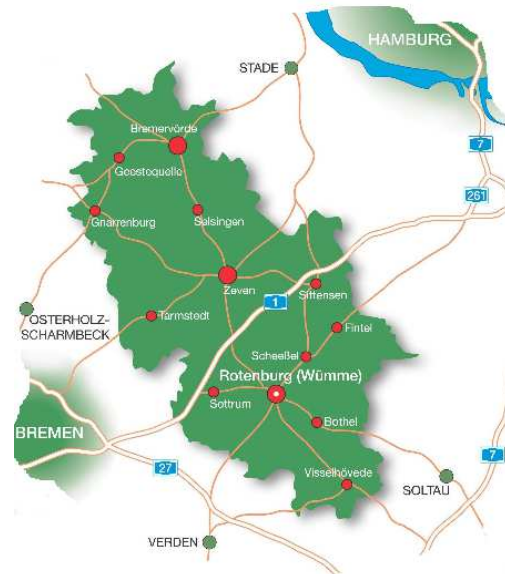 HAMBURG
STADE
Bremervörde
7
Geestequelle
261
Gnarrenburg
Selsingen
Zeven
Sittensen
1
OSTERHOLZ-
SCHARMBECK
Tarmstedt
Fintel
Scheeßel
Rotenburg (Wümme)
Sottrum
Bothel
BREMEN
27
7
Visselhövede
SOLTAU
VERDEN